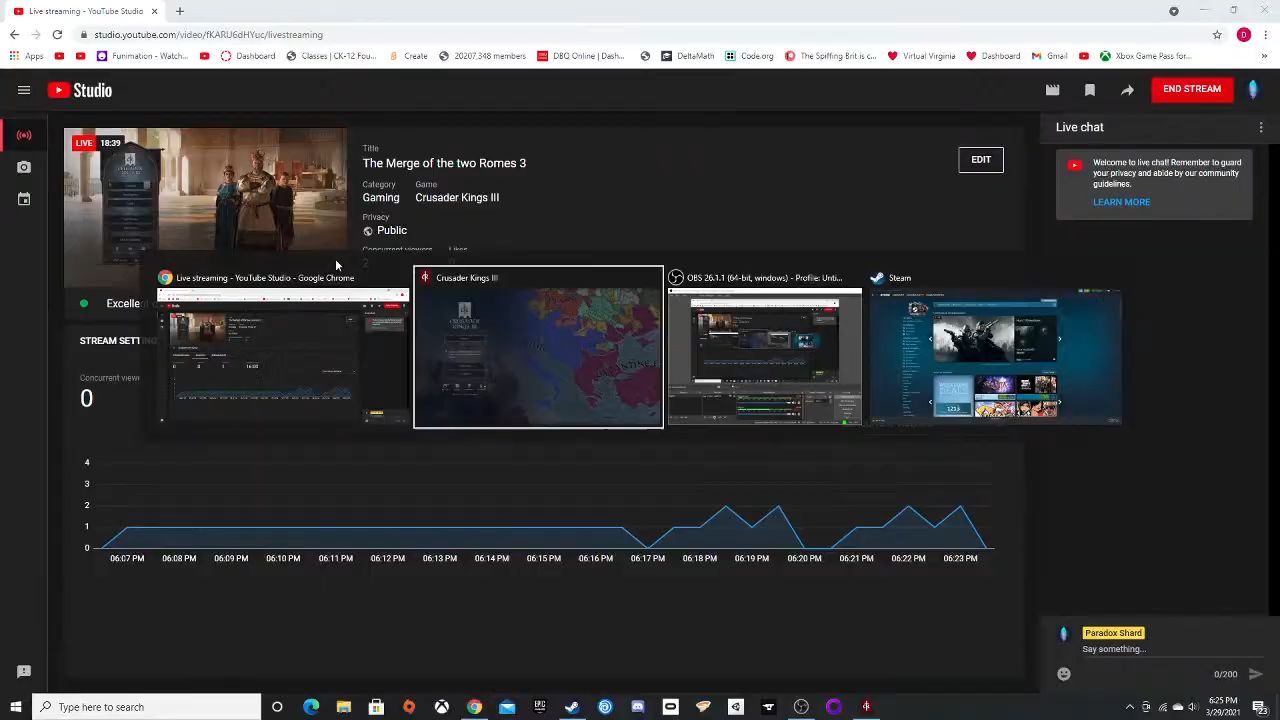 Live streaming - YouTube Studio
studio.youtube.com/video/fKARU6dHYuc/livestreaming
D
Apps
Funimation - Watch...
Dashboard
Classes | CK-12 Fou...
Create
20207,348 members
DBQ Online | Dash...
DeltaMath
Code.org
The Spiffing Brit is c...
Virtual Virginia
Dashboard
Gmail
Xbox Game Pass for...
Studio
END STREAM
LIVE 18:39
Title
The Merge of the two Romes 3
EDIT
Category Game
Gaming Crusader Kings III
Privacy
Public
Concurrent viewers Likes
2 0
Live chat
Welcome to live chat! Remember to guard
your privacy and abide by our community
guidelines.
LEARN MORE
Live streaming - YouTube Studio - Google Chrome
Crusader Kings III
OBS 26.1.1 (64-bit, windows) - Profile: Unti...
Steam
Excelle
STREAM SETTING
Concurrent view
0
4
3
2
1
0
06:07 PM 06:08 PM 06:09 PM 06:10 PM 06:11 PM 06:12 PM 06:13 PM 06:14 PM 06:15 PM 06:16 PM 06:17 PM 06:18 PM 06:19 PM 06:20 PM 06:21 PM 06:22 PM 06:23 PM
Paradox Shard
Say something...
0/200
Type here to search
EPIC
6:25 PM
3/29/2021